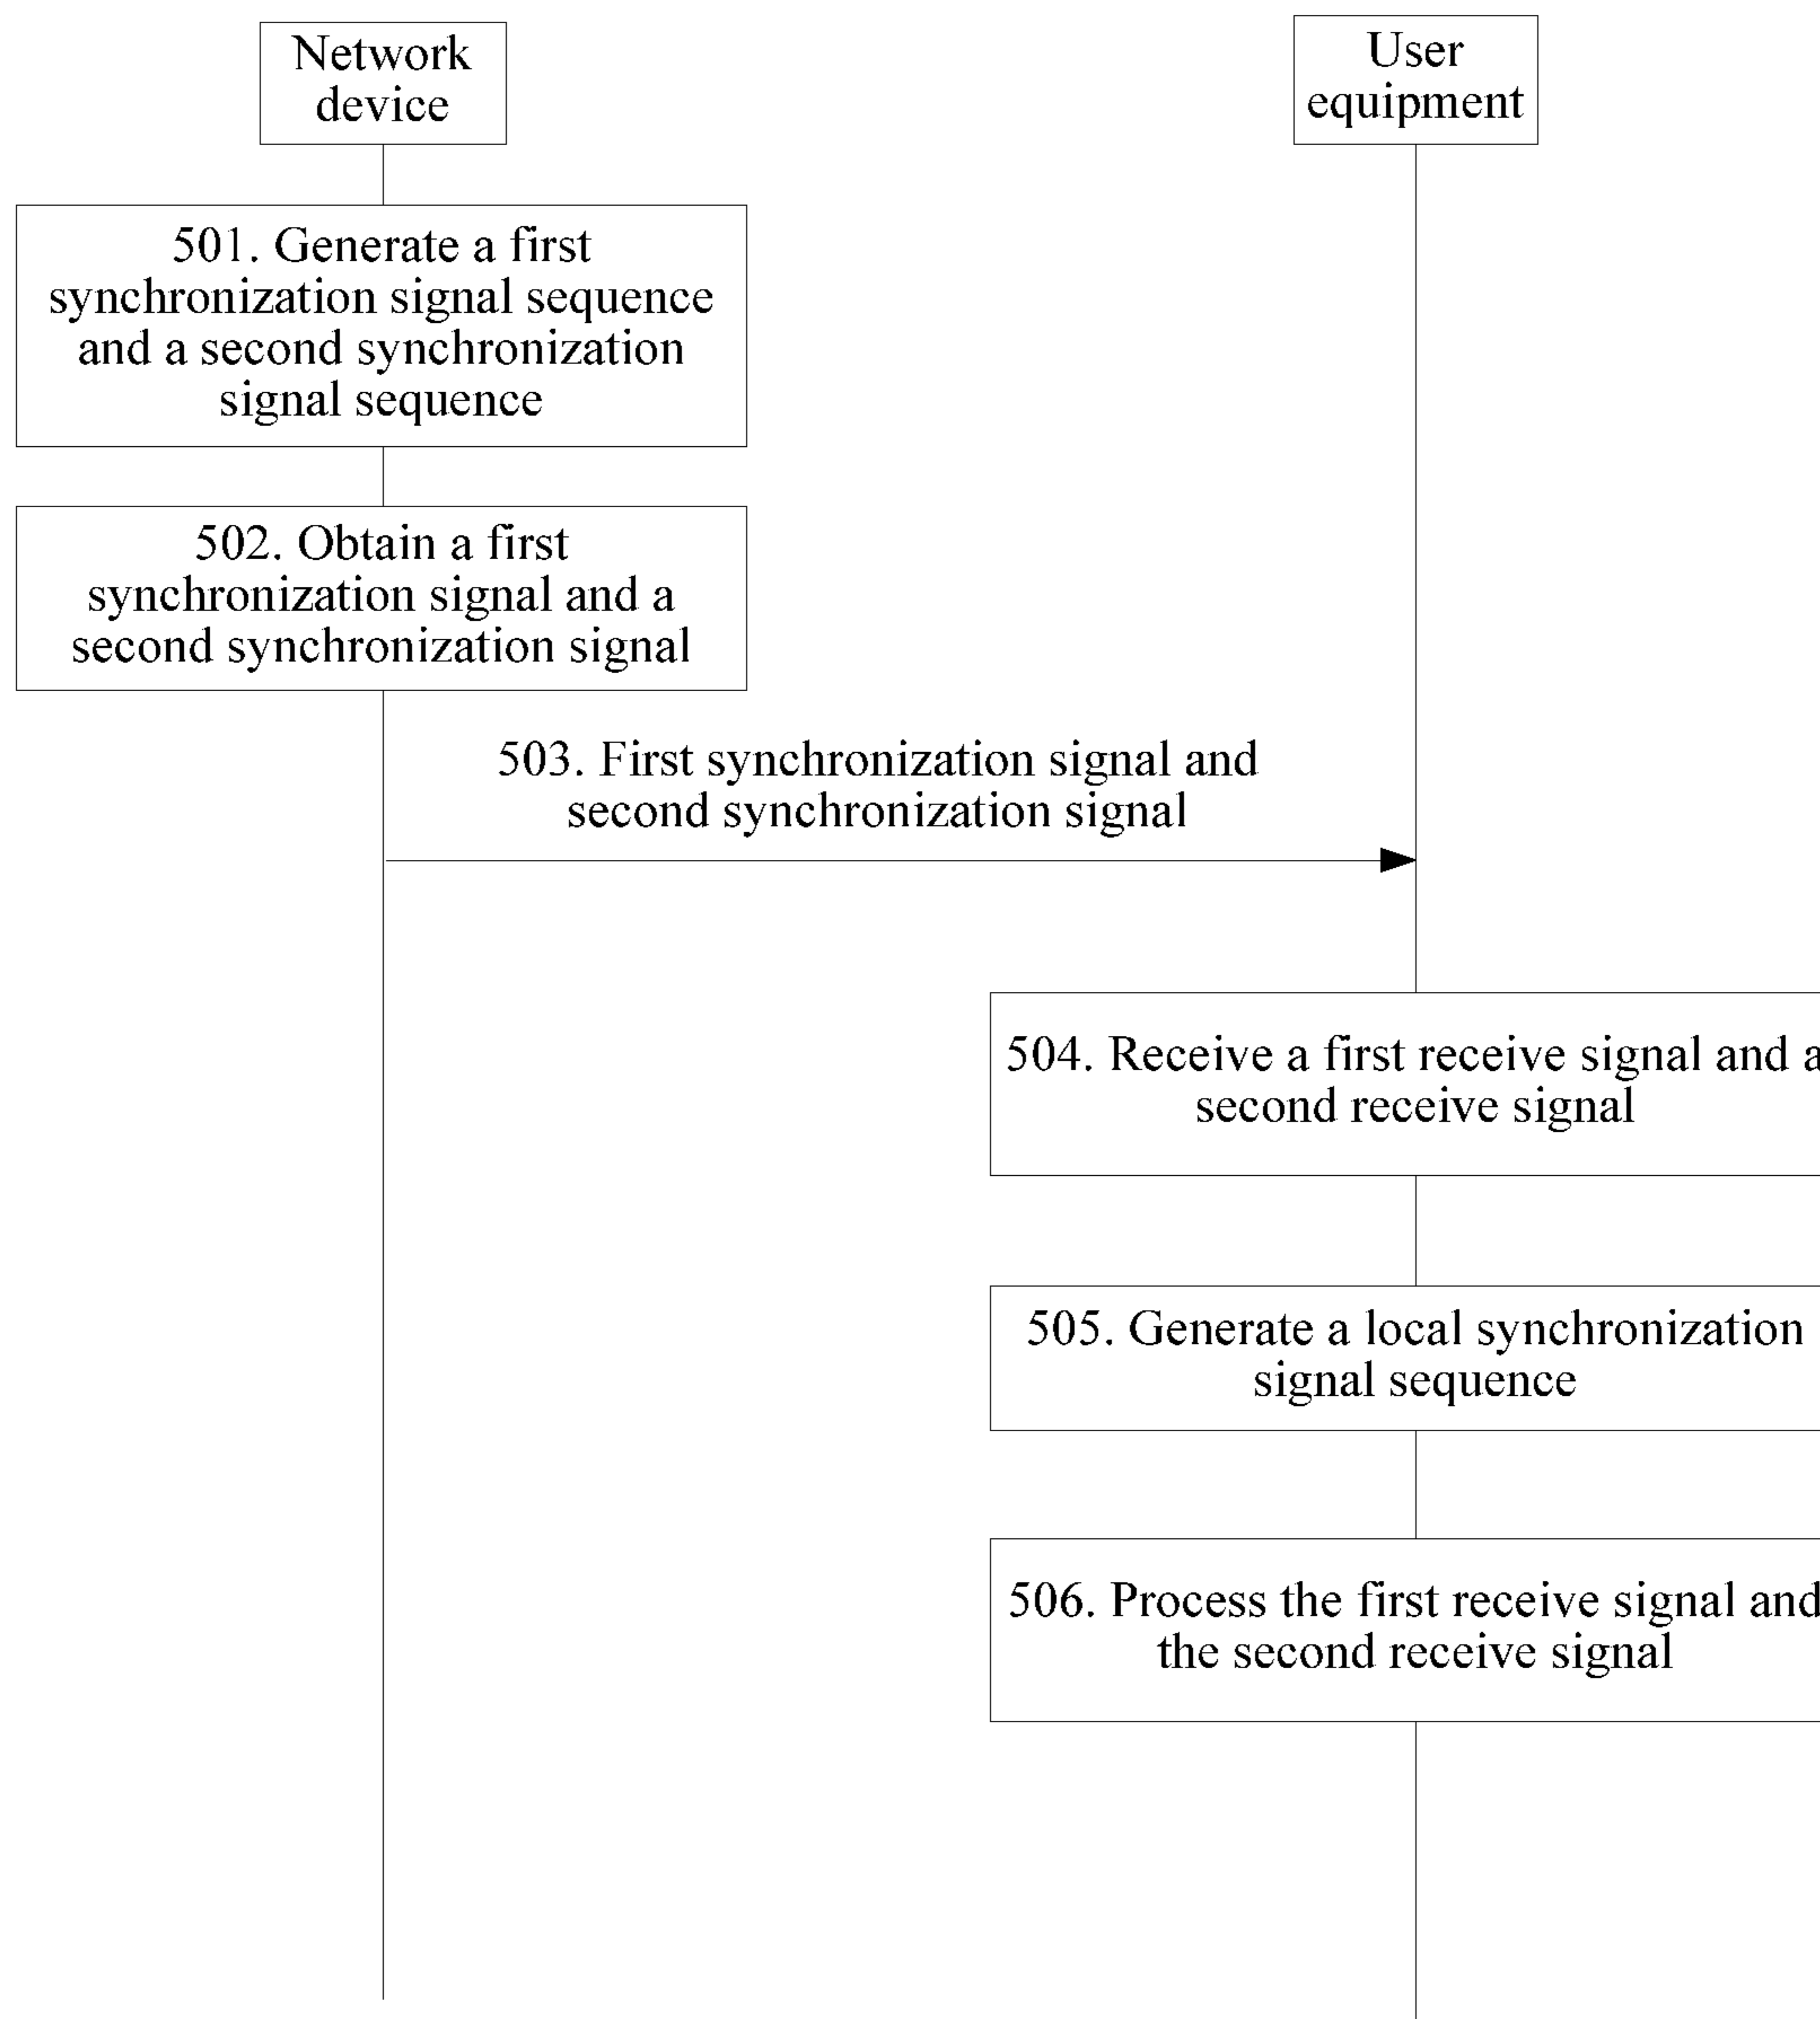 Network
device
User
equipment
501. Generate a first
synchronization signal sequence
and a second synchronization
signal sequence
502. Obtain a first
synchronization signal and a
second synchronization signal
503. First synchronization signal and
second synchronization signal
504. Receive a first receive signal and a
second receive signal
505. Generate a local synchronization
signal sequence
506. Process the first receive signal and
the second receive signal